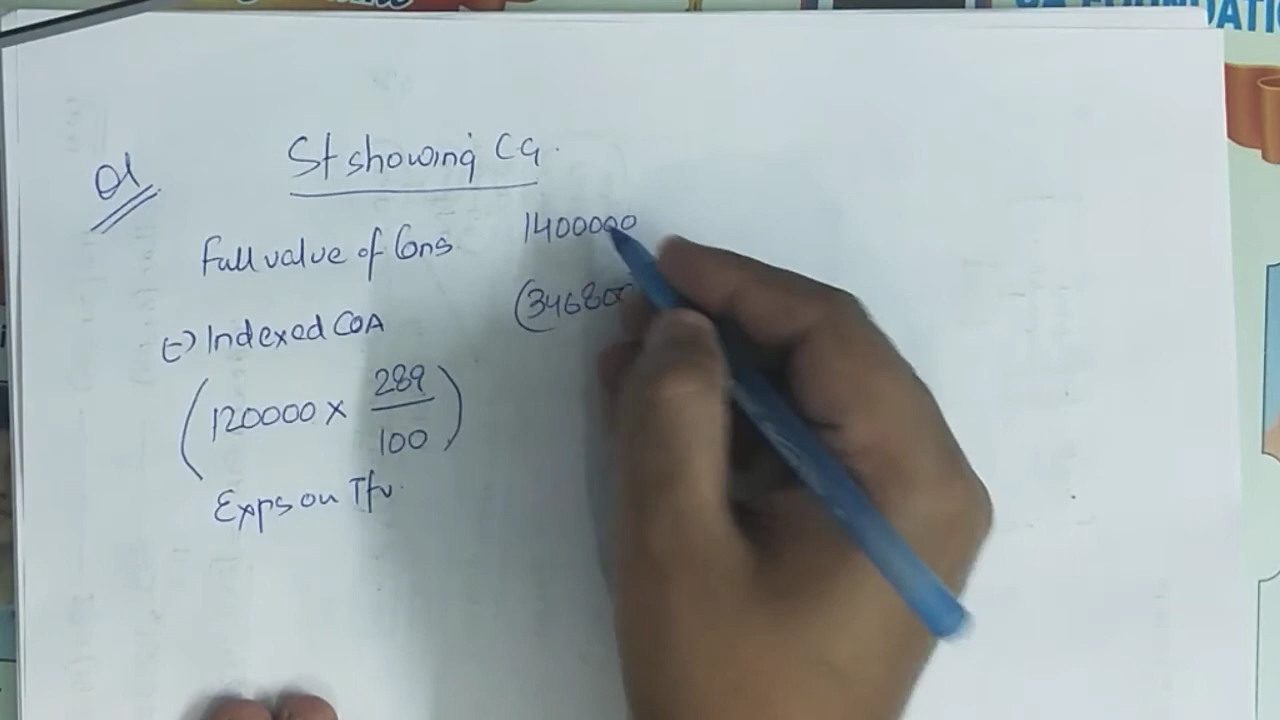 Q1
St showing CG.
Full value of Cons 1400000
(-) Indexed COA (346800
(120000 × 289/100)
Exps on Tfr.